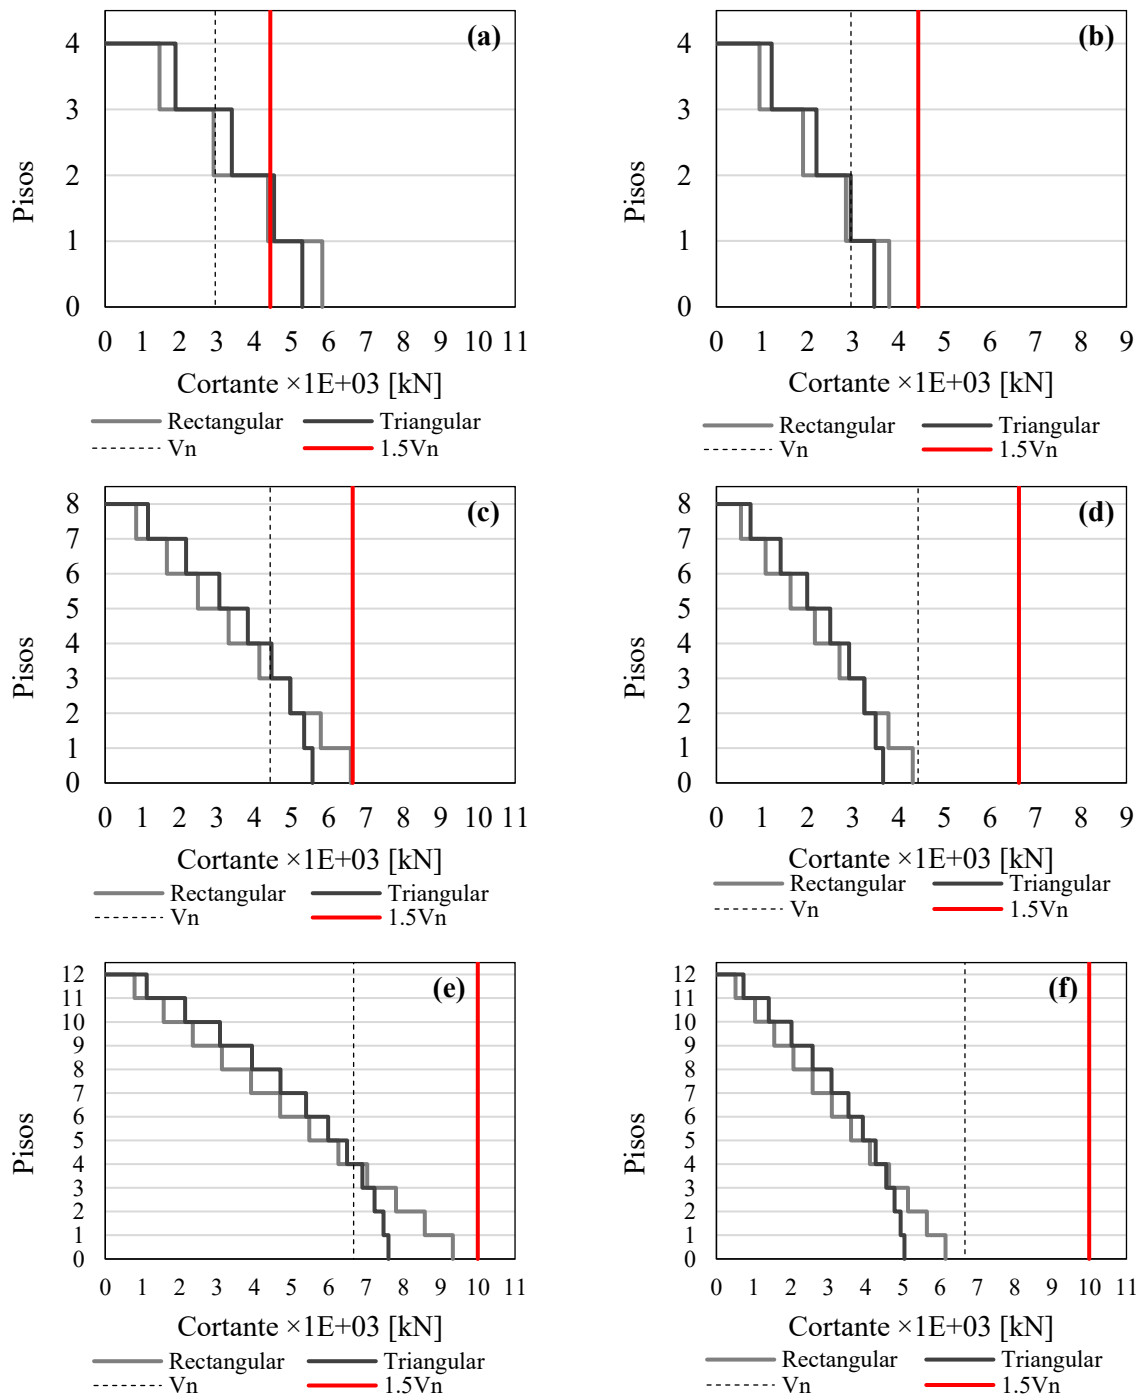 (a)
4
3
2
1
0
Pisos
0 1 2 3 4 5 6 7 8 9 10 11
Cortante ×1E+03 [kN]
Rectangular Triangular
Vn 1.5Vn
(b)
4
3
2
1
0
Pisos
0 1 2 3 4 5 6 7 8 9
Cortante ×1E+03 [kN]
Rectangular Triangular
Vn 1.5Vn
(c)
8
7
6
5
4
3
2
1
0
Pisos
0 1 2 3 4 5 6 7 8 9 10 11
Cortante ×1E+03 [kN]
Rectangular Triangular
Vn 1.5Vn
(d)
8
7
6
5
4
3
2
1
0
Pisos
0 1 2 3 4 5 6 7 8 9
Cortante ×1E+03 [kN]
Rectangular Triangular
Vn 1.5Vn
(e)
12
11
10
9
8
7
6
5
4
3
2
1
0
Pisos
0 1 2 3 4 5 6 7 8 9 10 11
Cortante ×1E+03 [kN]
Rectangular Triangular
Vn 1.5Vn
(f)
12
11
10
9
8
7
6
5
4
3
2
1
0
Pisos
0 1 2 3 4 5 6 7 8 9 10 11
Cortante ×1E+03 [kN]
Rectangular Triangular
Vn 1.5Vn